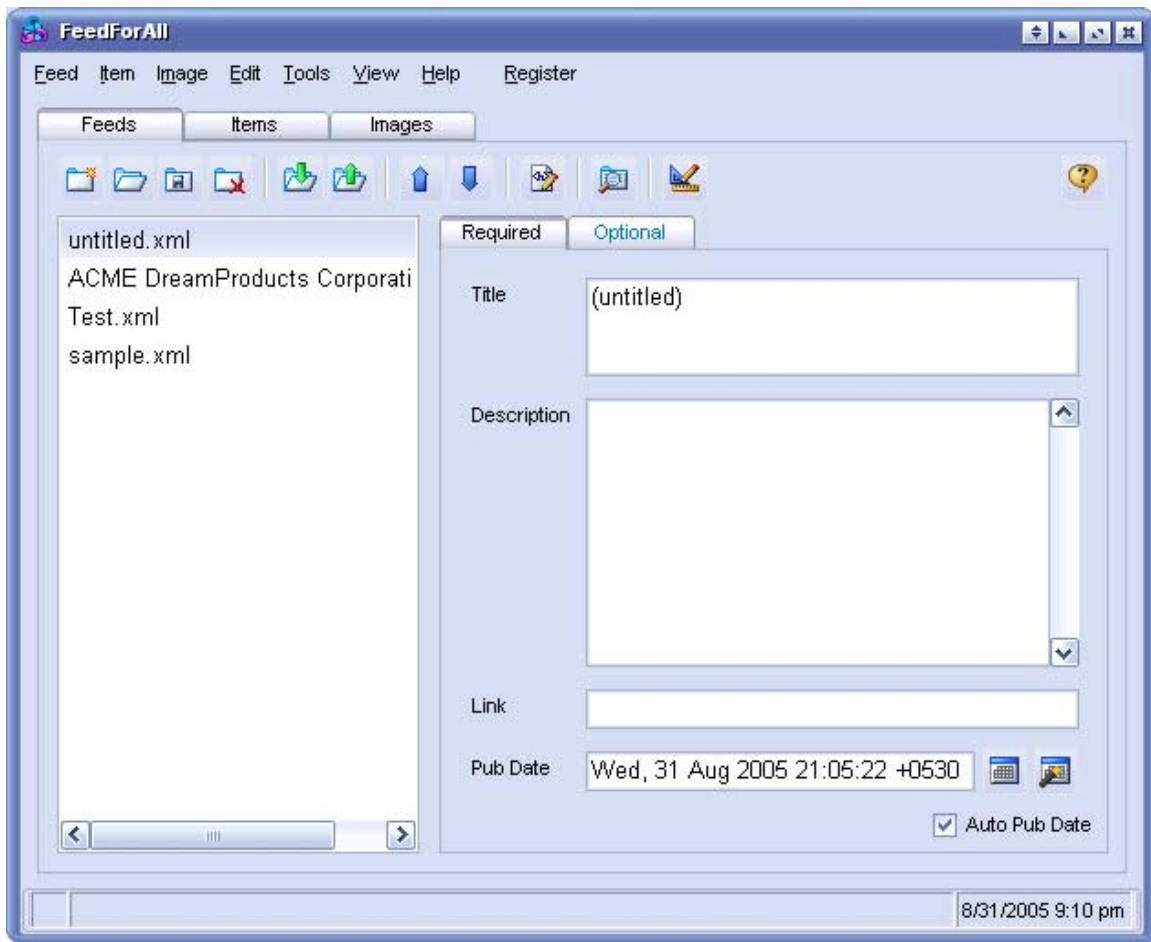 FeedForAll
Feed Item Image Edit Tools View Help Register
Feeds Items Images
untitled.xml
ACME DreamProducts Corporati
Test.xml
sample.xml
Required Optional
Title
(untitled)
Description
Link
Pub Date
Wed, 31 Aug 2005 21:05:22 +0530
Auto Pub Date
8/31/2005 9:10 pm